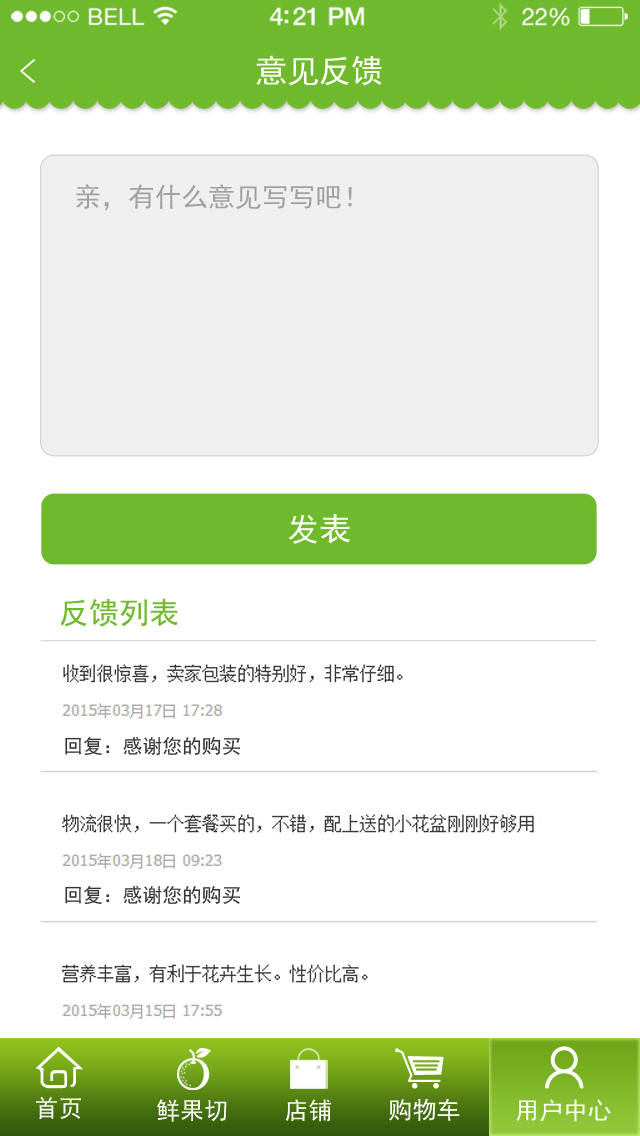 BELL 4:21 PM 22%
意见反馈
亲，有什么意见写写吧！
发表
反馈列表
收到很惊喜，卖家包装的特别好，非常仔细。
2015年03月17日 17:28
回复：感谢您的购买
物流很快，一个套餐买的，不错，配上送的小花盆刚刚好够用
2015年03月18日 09:23
回复：感谢您的购买
营养丰富，有利于花卉生长。性价比高。
2015年03月15日 17:55
首页 鲜果切 店铺 购物车 用户中心